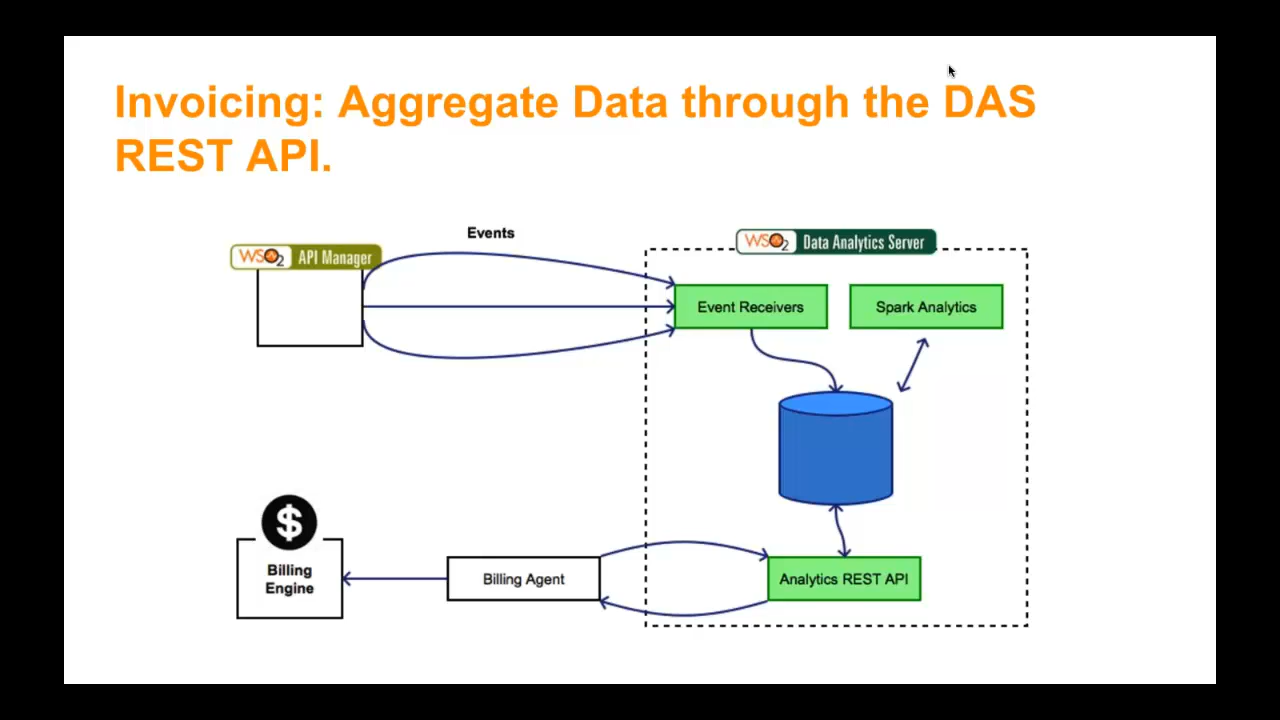 Invoicing: Aggregate Data through the DAS
REST API.
Events
WSO2 API Manager
WSO2 Data Analytics Server
Event Receivers
Spark Analytics
$
Billing
Engine
Billing Agent
Analytics REST API